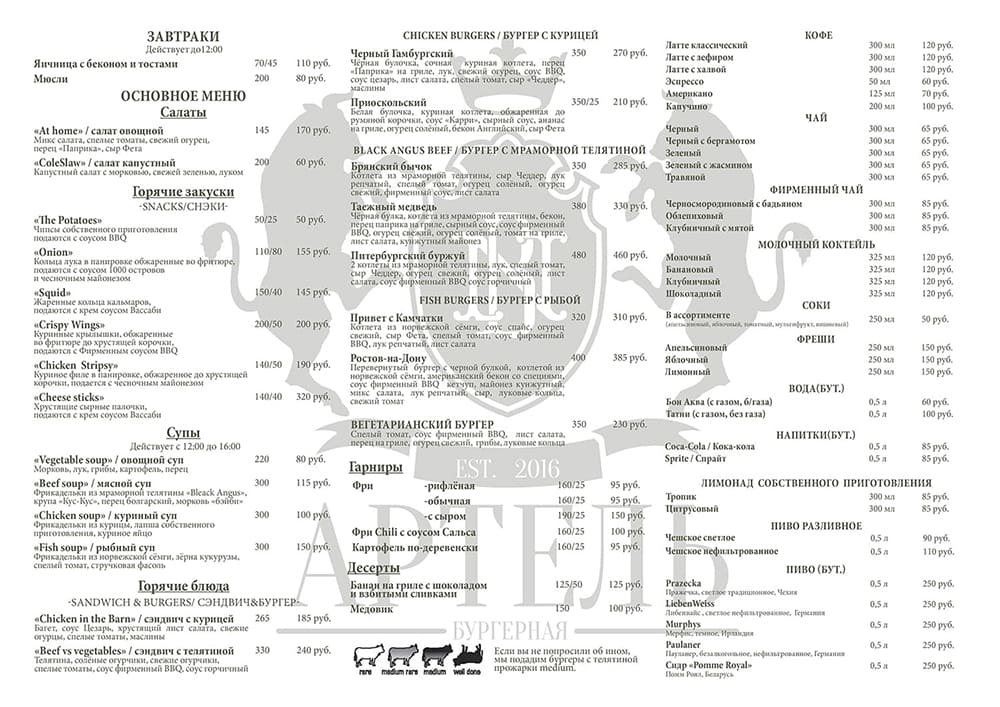 ЗАВТРАКИ
Действует до12:00
Яичница с беконом и тостами 70/45 110 руб.
Мюсли 200 80 руб.
ОСНОВНОЕ МЕНЮ
Салаты
«At home» / салат овощной 145 170 руб.
Микс салата, спелые томаты, свежий огурец,
перец «Паприка», сыр Фета
«ColeSlaw» / салат капустный 200 60 руб.
Капустный салат с морковью, свежей зеленью, луком
Горячие закуски
-SNACKS/СНЭКИ-
«The Potatoes» 50/25 50 руб.
Чипсы собственного приготовления
подаются с соусом BBQ
«Onion» 110/80 155 руб.
Кольца лука в панировке обжаренные во фритюре,
подаются с соусом 1000 островов
и чесночным майонезом
«Squid» 150/40 145 руб.
Жаренные кольца кальмаров,
подаются с крем соусом Вассаби
«Crispy Wings» 200/50 200 руб.
Куринные крылышки, обжаренные
во фритюре до хрустящей корочки,
подаются с Фирменным соусом BBQ
«Chicken Stripsy» 140/50 190 руб.
Куриное филе в панировке, обжаренное до хрустящей
корочки, подается с чесночным майонезом
«Cheese sticks» 140/40 320 руб.
Хрустящие сырные палочки,
подаются с крем соусом Вассаби
Супы
Действует с 12:00 до 16:00
«Vegetable soup» / овощной суп 220 80 руб.
Морковь, лук, грибы, картофель, перец
«Beef soup» / мясной суп 300 115 руб.
Фрикадельки из мраморной телятины «Bleack Angus»,
крупа «Кус-Кус», перец болгарский, морковь «бэйби»
«Chicken soup» / куриный суп 300 100 руб.
Фрикадельки из курицы, лапша собственного
приготовления, куриное яйцо
«Fish soup» / рыбный суп 300 150 руб.
Фрикадельки из норвежской сёмги, зёрна кукурузы,
спелый томат, стручковая фасоль
Горячие блюда
-SANDWICH & BURGERS/ СЭНДВИЧ&БУРГЕР-
«Chicken in the Barn» / сэндвич с курицей 265 185 руб.
Багет, соус Цезарь, хрустящий лист салата, свежие
огурцы, спелые томаты, маслины
«Beef vs vegetables» / сэндвич с телятиной 330 240 руб.
Телятина, солёные огурчики, свежие огурчики,
спелые томаты, соус фирменный BBQ, соус горчичный
CHICKEN BURGERS / БУРГЕР С КУРИЦЕЙ
Черный Гамбургский 350 270 руб.
Чёрная булочка, сочная куриная котлета, перец
«Паприка» на гриле, лук, свежий огурец, соус BBQ,
соус цезарь, лист салата, спелый томат, сыр «Чеддер»,
маслины
Приоскольский 350/25 210 руб.
Белая булочка, куриная котлета, обжаренная до
румяной корочки, соус «Карри», сырный соус, ананас
на гриле, огурец солёный, бекон Английский, сыр Фета
BLACK ANGUS BEEF / БУРГЕР С МРАМОРНОЙ ТЕЛЯТИНОЙ
Брянский бычок 350 285 руб.
Котлета из мраморной телятины, сыр Чеддер, лук
репчатый, спелый томат, огурец солёный, огурец
свежий, фирменный соус, лист салата
Таежный медведь 380 330 руб.
Чёрная булка, котлета из мраморной телятины, бекон,
перец паприка на гриле, сырный соус, соус фирменный
BBQ, огурец свежий, огурец солёный, томат на гриле,
лист салата, кунжутный майонез
Питербургский буржуй 480 460 руб.
2 котлеты из мраморной телятины, лук, спелый томат,
сыр Чеддер, огурец свежий, огурец солёный, лист
салата, соус фирменный BBQ соус горчичный
FISH BURGERS / БУРГЕР С РЫБОЙ
Привет с Камчатки 320 310 руб.
Котлета из норвежской сёмги, соус спайс, огурец
свежий, сыр Фета, спелый томат, соус фирменный
BBQ, лук репчатый, лист салата
Ростов-на-Дону 400 385 руб.
Перевернутый бургер с черной булкой, котлетой из
норвежской сёмги, американский бекон со специями,
соус фирменный BBQ кетчуп, майонез кунжутный,
микс салата, лук репчатый, сыр, луковые кольца,
свежий томат
ВЕГЕТАРИАНСКИЙ БУРГЕР 350 230 руб.
Спелый томат, соус фирменный BBQ, лист салата,
перец на гриле, огурец свежий, грибы, луковые кольца
EST. 2016
Гарниры
Фри -рифлёная 160/25 95 руб.
-обычная 160/25 95 руб.
-с сыром 190/25 150 руб.
Фри Chili с соусом Сальса 160/25 100 руб.
Картофель по-деревенски 160/25 95 руб.
АРТЕЛЬ
Десерты
Банан на гриле с шоколадом 125/50 125 руб.
и взбитыми сливками
Медовик 150 100 руб.
БУРГЕРНАЯ
rare medium rare medium well done
Если вы не попросили об ином,
мы подадим бургеры с телятиной
прожарки medium.
КОФЕ
Латте классический 300 мл 120 руб.
Латте с зефиром 300 мл 120 руб.
Латте с халвой 300 мл 120 руб.
Эспрессо 50 мл 60 руб.
Американо 125 мл 70 руб.
Капучино 200 мл 100 руб.
ЧАЙ
Черный 300 мл 65 руб.
Черный с бергамотом 300 мл 65 руб.
Зеленый 300 мл 65 руб.
Зеленый с жасмином 300 мл 65 руб.
Травяной 300 мл 65 руб.
ФИРМЕННЫЙ ЧАЙ
Черносмородиновый с бадьяном 300 мл 85 руб.
Облепиховый 300 мл 85 руб.
Клубничный с мятой 300 мл 85 руб.
МОЛОЧНЫЙ КОКТЕЙЛЬ
Молочный 325 мл 120 руб.
Банановый 325 мл 120 руб.
Клубничный 325 мл 120 руб.
Шоколадный 325 мл 120 руб.
СОКИ
В ассортименте 250 мл 50 руб.
(апельсиновый, яблочный, томатный, мультифрукт, вишневый)
ФРЕШИ
Апельсиновый 250 мл 150 руб.
Яблочный 250 мл 150 руб.
Лимонный 250 мл 150 руб.
ВОДА(БУТ.)
Бон Аква (с газом, б/газа) 0,5 л 60 руб.
Татни (с газом, без газа) 0,5 л 100 руб.
НАПИТКИ(БУТ.)
Coca-Cola / Кока-кола 0,5 л 85 руб.
Sprite / Спрайт 0,5 л 85 руб.
ЛИМОНАД СОБСТВЕННОГО ПРИГОТОВЛЕНИЯ
Тропик 300 мл 85 руб.
Цитрусовый 300 мл 85 руб.
ПИВО РАЗЛИВНОЕ
Чешское светлое 0,5 л 90 руб.
Чешское нефильтрованное 0,5 л 110 руб.
ПИВО (БУТ.)
Prazecka 0,5 л 250 руб.
Пражечка, светлое традиционное, Чехия
LiebenWeiss 0,5 л 250 руб.
Либенвайс , светлое нефильтрованное, Германия
Murphys 0,5 л 250 руб.
Мерфис, темное, Ирландия
Paulaner 0,5 л 250 руб.
Пауланер, безалкогольное, нефильтрованное, Германия
Сидр «Pomme Royal» 0,5 л 250 руб.
Помм Роял, Беларусь